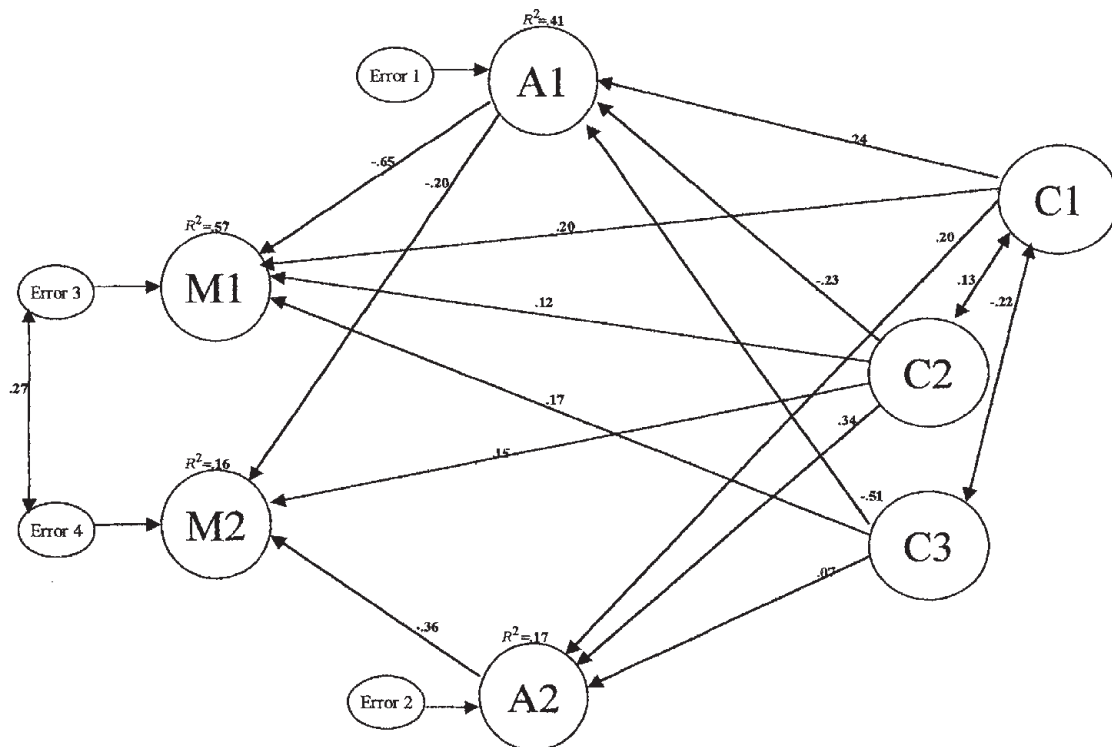 R²=.41
Error 1
A1
.24
-.65
-.20
C1
R²=.57
.20
.20
M1
Error 3
-.23
.13
-.22
.12
C2
.27
.17
.34
.15
R²=.16
-.51
Error 4
M2
C3
.07
-.36
R²=.17
Error 2
A2